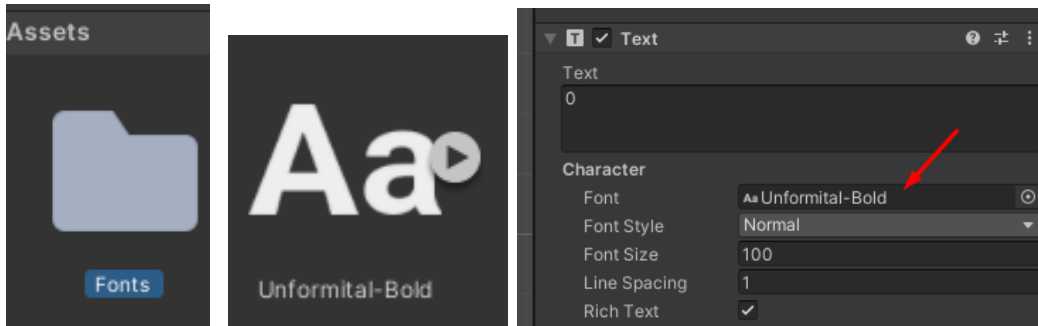 Assets
Fonts
Aa
Unformital-Bold
T Text
Text
0
Character
Font Aa Unformital-Bold
Font Style Normal
Font Size 100
Line Spacing 1
Rich Text